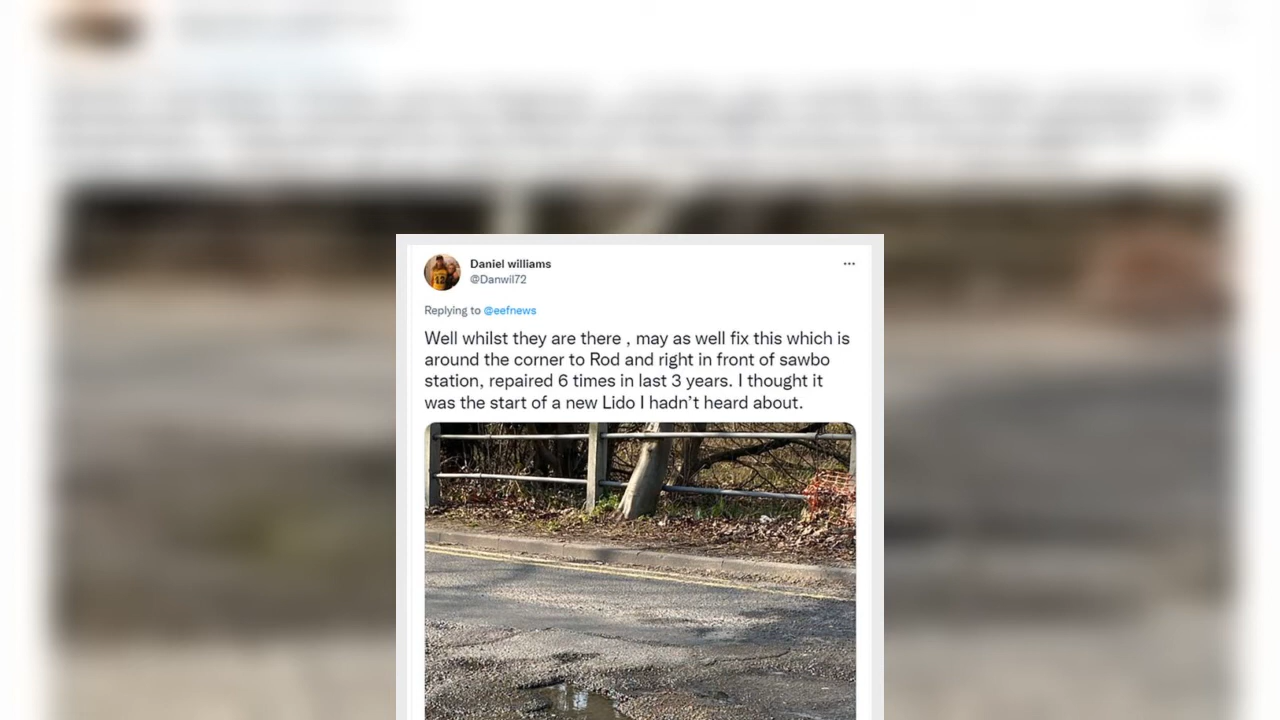 Daniel williams
@Danwil72
Replying to @eefnews
Well whilst they are there , may as well fix this which is
around the corner to Rod and right in front of sawbo
station, repaired 6 times in last 3 years. I thought it
was the start of a new Lido I hadn’t heard about.